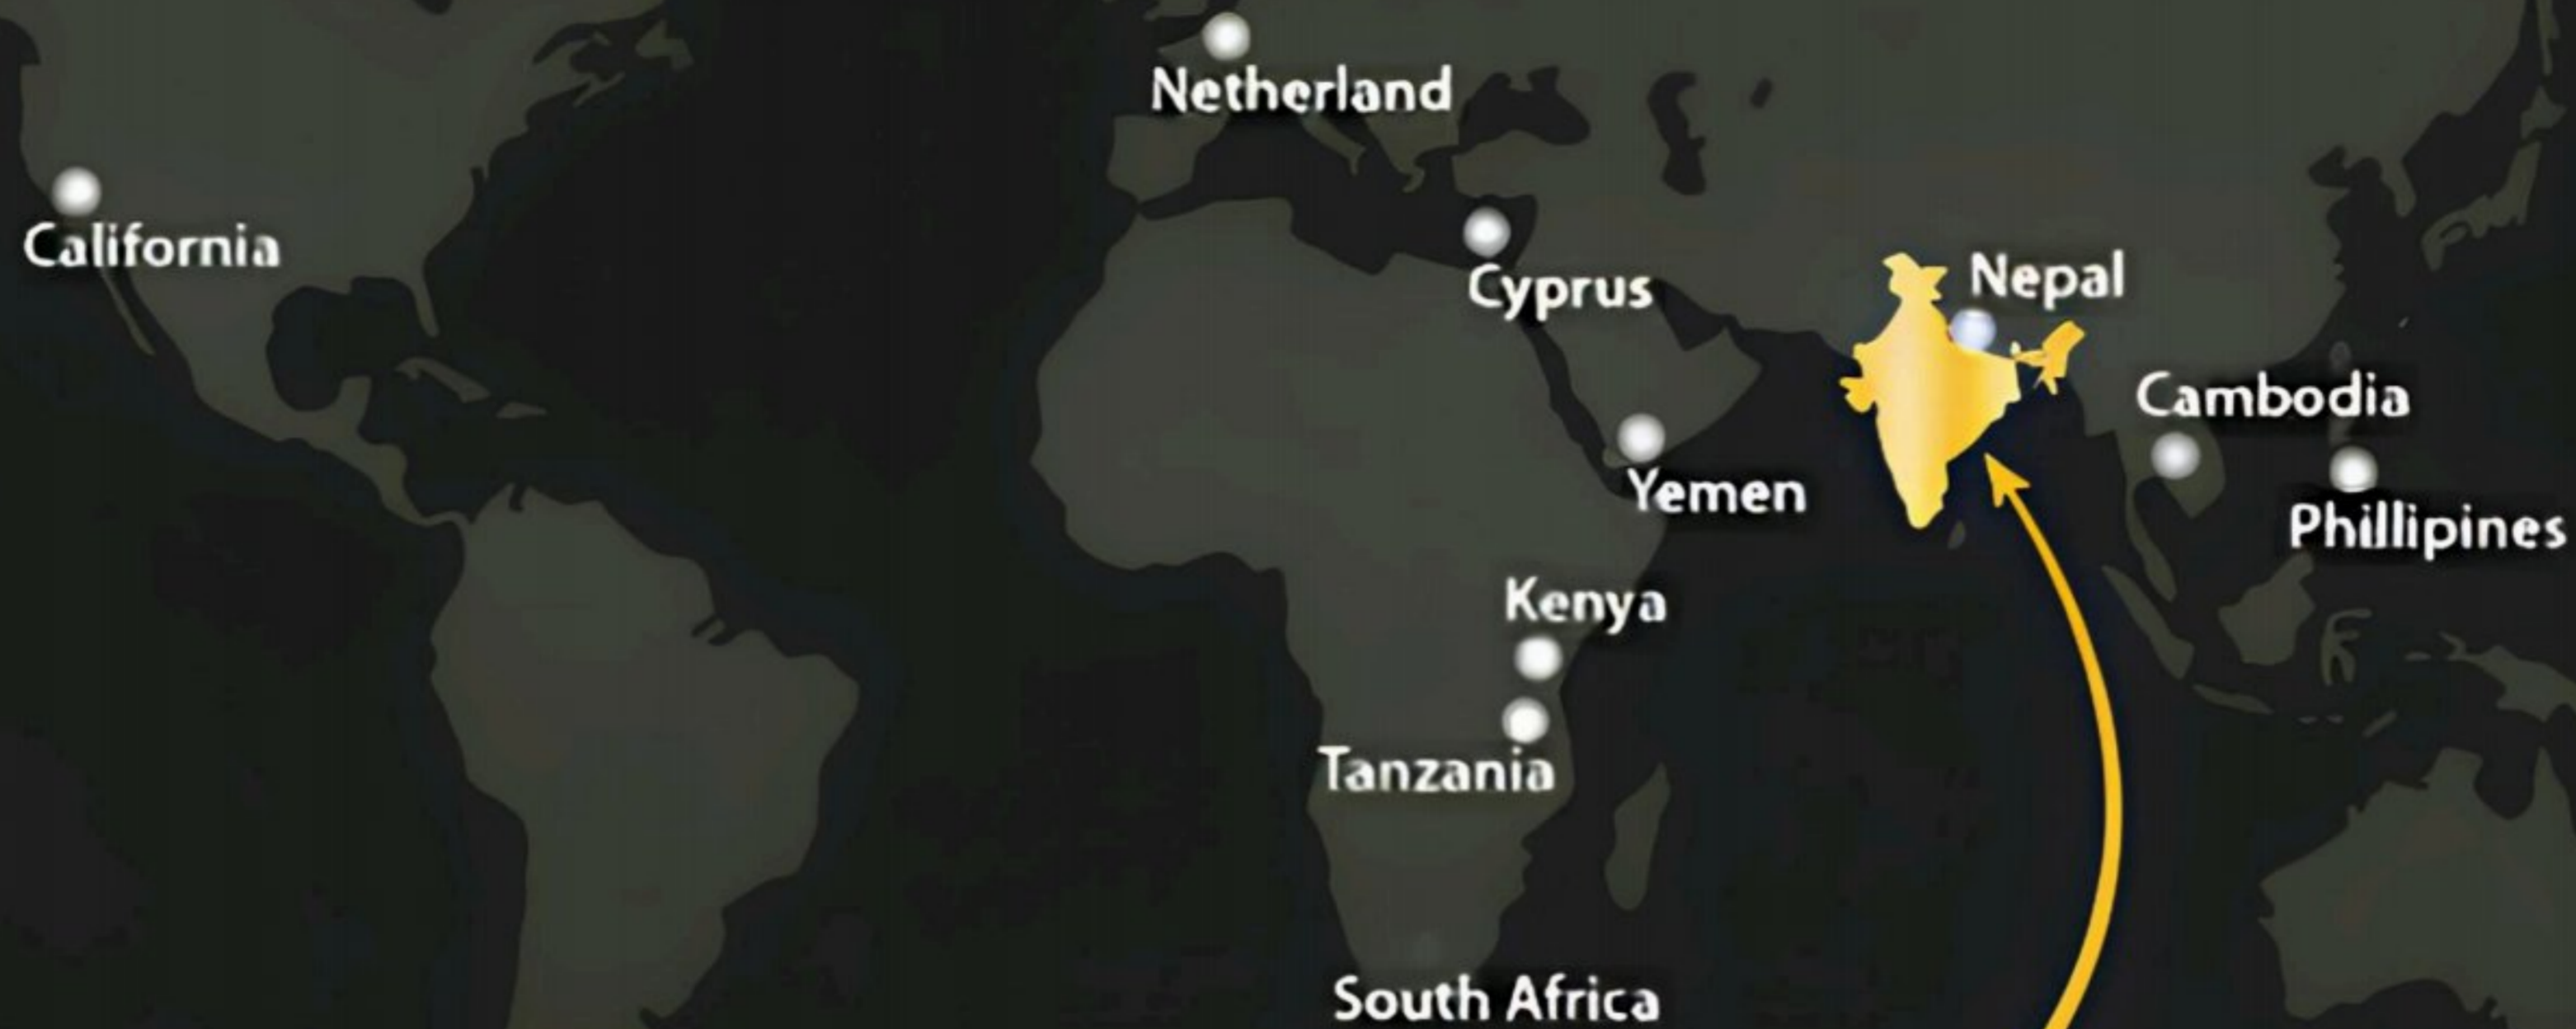 Netherland
California
Cyprus
Nepal
Cambodia
Yemen
Phillipines
Kenya
Tanzania
South Africa